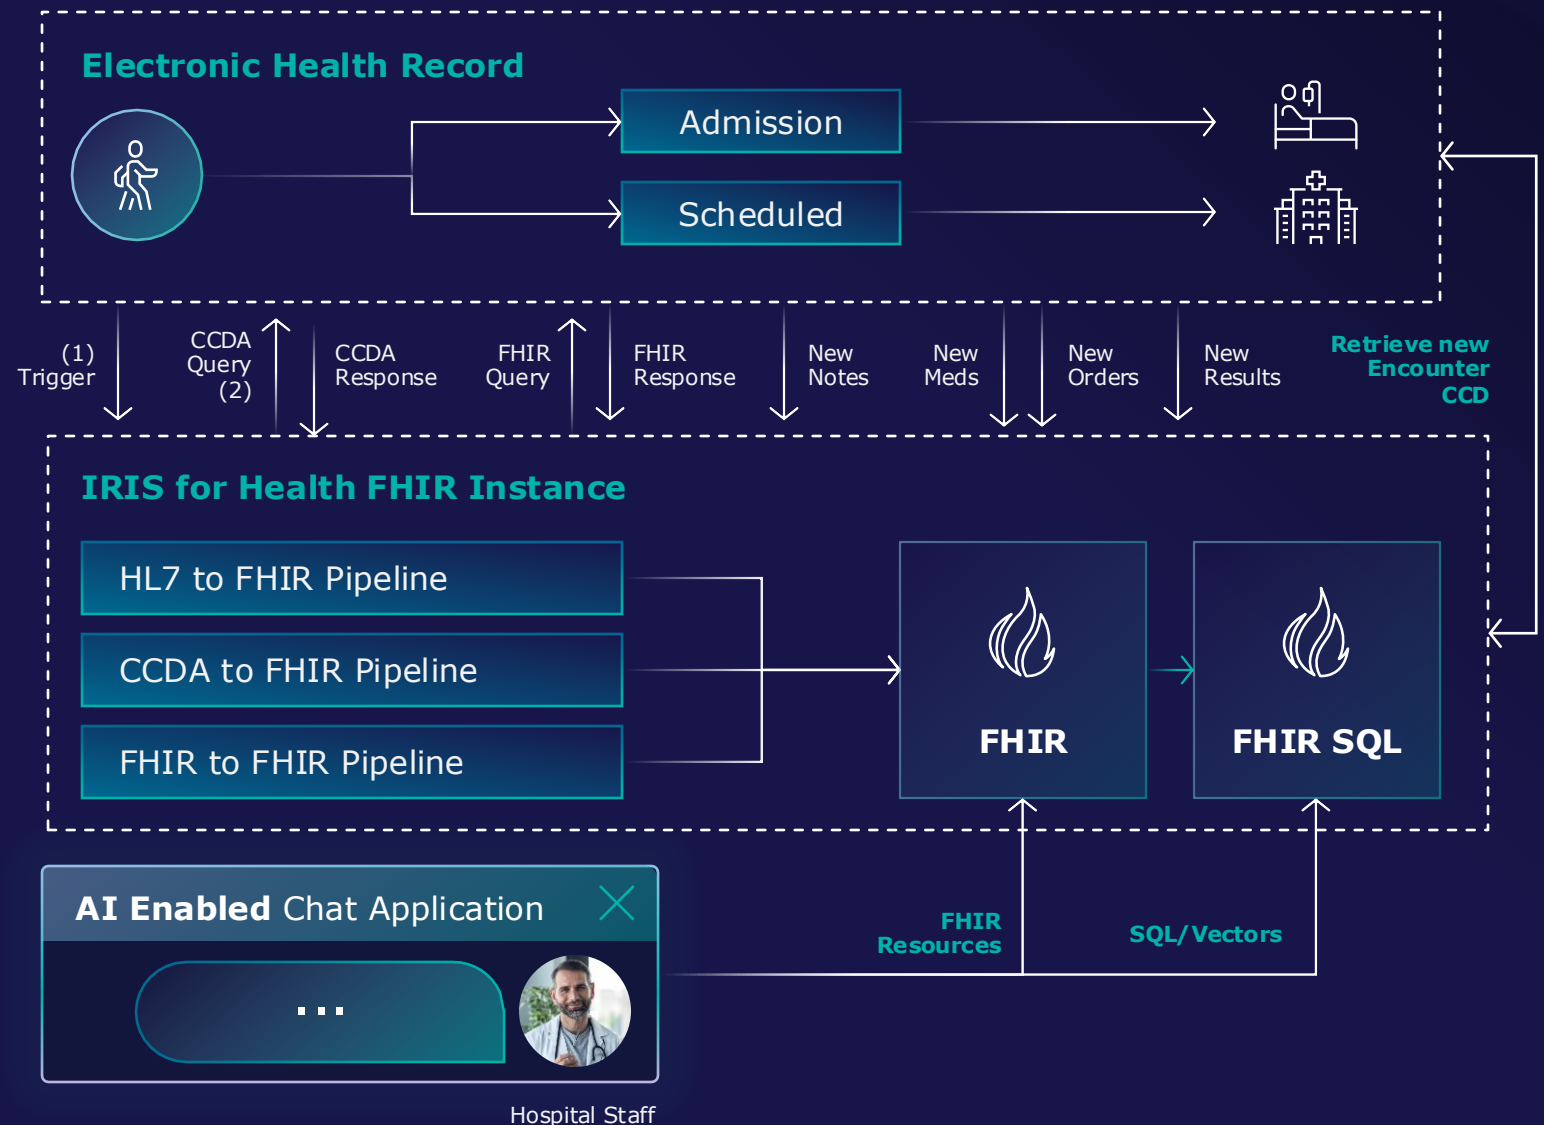 Electronic Health Record
Admission
Scheduled
(1)
Trigger
CCDA
Query
(2)
CCDA
Response
FHIR
Query
FHIR
Response
New
Notes
New
Meds
New
Orders
New
Results
Retrieve new
Encounter
CCD
IRIS for Health FHIR Instance
HL7 to FHIR Pipeline
CCDA to FHIR Pipeline
FHIR to FHIR Pipeline
FHIR
FHIR SQL
AI Enabled Chat Application
...
FHIR
Resources
SQL/Vectors
Hospital Staff